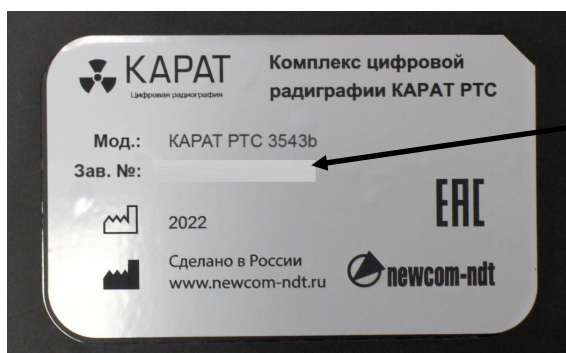 КАРАТ
Цифровая радиография
Комплекс цифровой
радиграфии КАРАТ РТС
Мод.: КАРАТ РТС 3543b
Зав. №:
2022
EAC
Сделано в России
www.newcom-ndt.ru
newcom-ndt